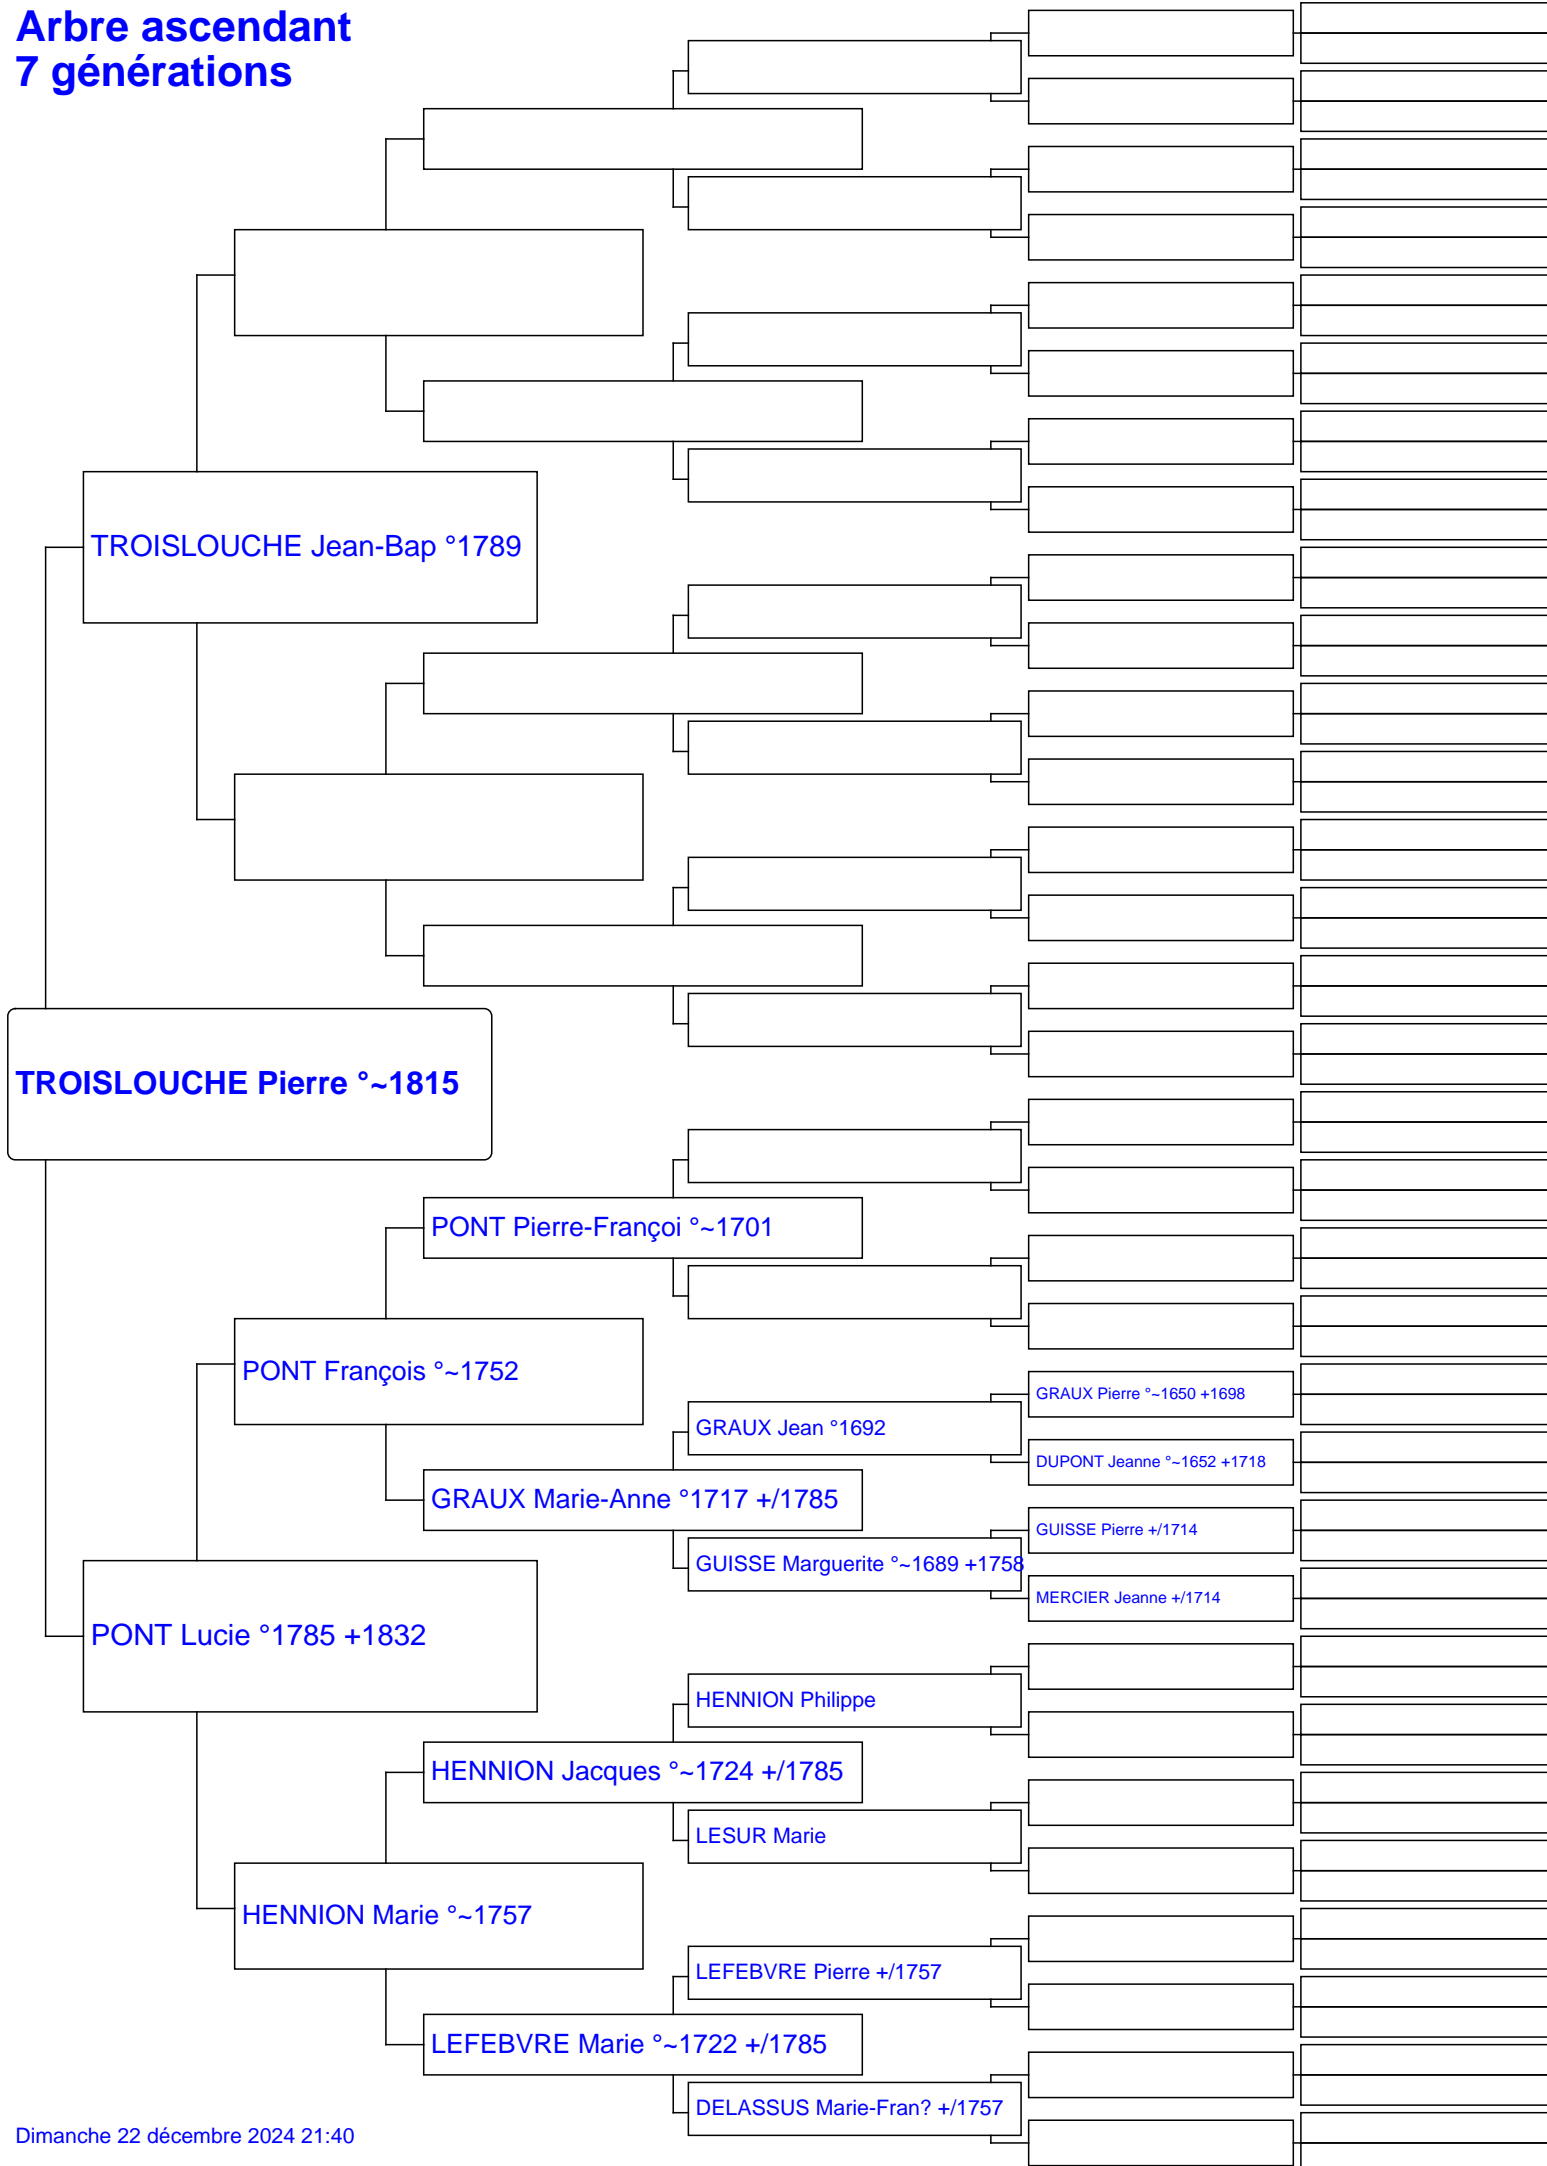 Arbre ascendant
7 générations
TROISLOUCHE Jean-Bap °1789
TROISLOUCHE Pierre °~1815
PONT Pierre-Françoi °~1701
PONT François °~1752
GRAUX Pierre °~1650 +1698
GRAUX Jean °1692
DUPONT Jeanne °~1652 +1718
GRAUX Marie-Anne °1717 +/1785
GUISSE Pierre +/1714
GUISSE Marguerite °~1689 +1758
MERCIER Jeanne +/1714
PONT Lucie °1785 +1832
HENNION Philippe
HENNION Jacques °~1724 +/1785
LESUR Marie
HENNION Marie °~1757
LEFEBVRE Pierre +/1757
LEFEBVRE Marie °~1722 +/1785
DELASSUS Marie-Fran? +/1757
Dimanche 22 décembre 2024 21:40